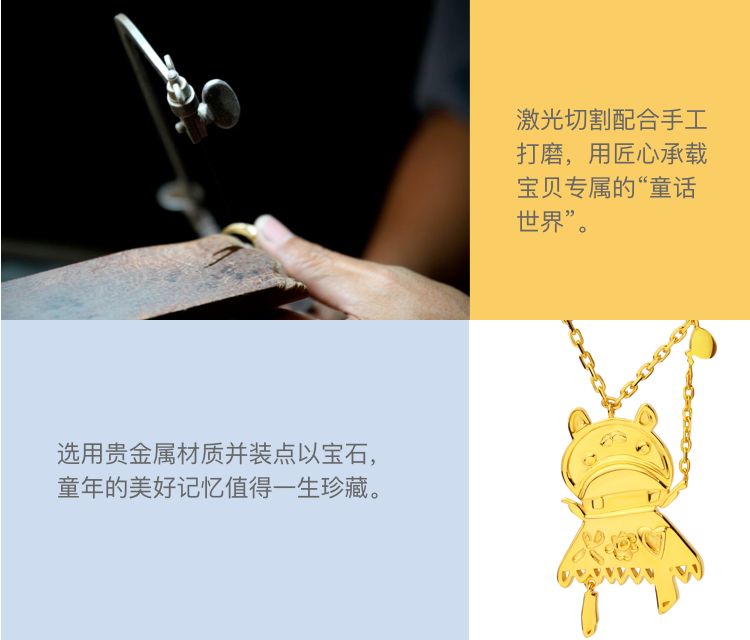 激光切割配合手工
打磨，用匠心承载
宝贝专属的“童话
世界”。
选用贵金属材质并装点以宝石，
童年的美好记忆值得一生珍藏。